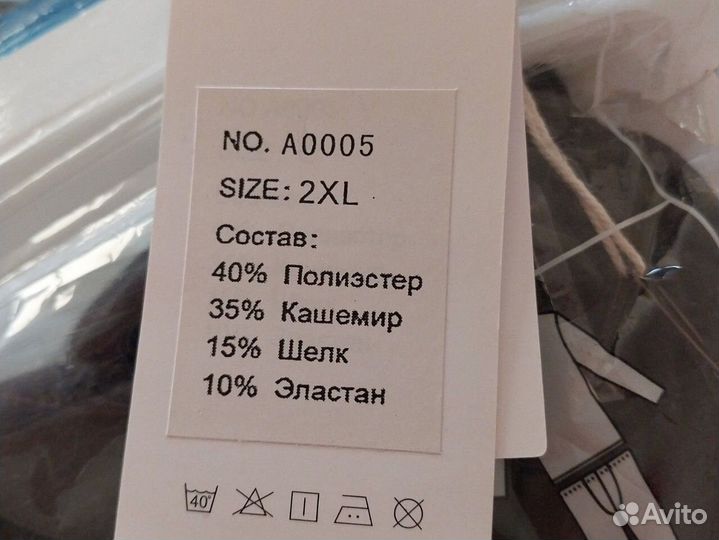 NO. A0005
SIZE: 2XL
Состав:
40% Полиэстер
35% Кашемир
15% Шелк
10% Эластан
40°
Avito